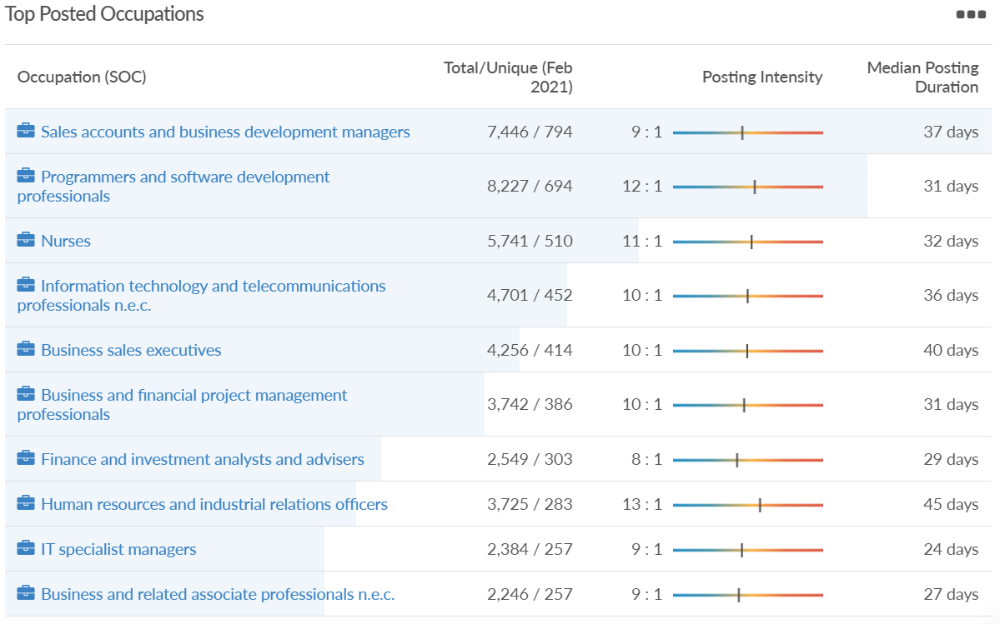 Top Posted Occupations
Occupation (SOC) Total/Unique (Feb 2021) Posting Intensity Median Posting Duration
Sales accounts and business development managers 7,446 / 794 9 : 1 37 days
Programmers and software development
professionals 8,227 / 694 12 : 1 31 days
Nurses 5,741 / 510 11 : 1 32 days
Information technology and telecommunications
professionals n.e.c. 4,701 / 452 10 : 1 36 days
Business sales executives 4,256 / 414 10 : 1 40 days
Business and financial project management
professionals 3,742 / 386 10 : 1 31 days
Finance and investment analysts and advisers 2,549 / 303 8 : 1 29 days
Human resources and industrial relations officers 3,725 / 283 13 : 1 45 days
IT specialist managers 2,384 / 257 9 : 1 24 days
Business and related associate professionals n.e.c. 2,246 / 257 9 : 1 27 days